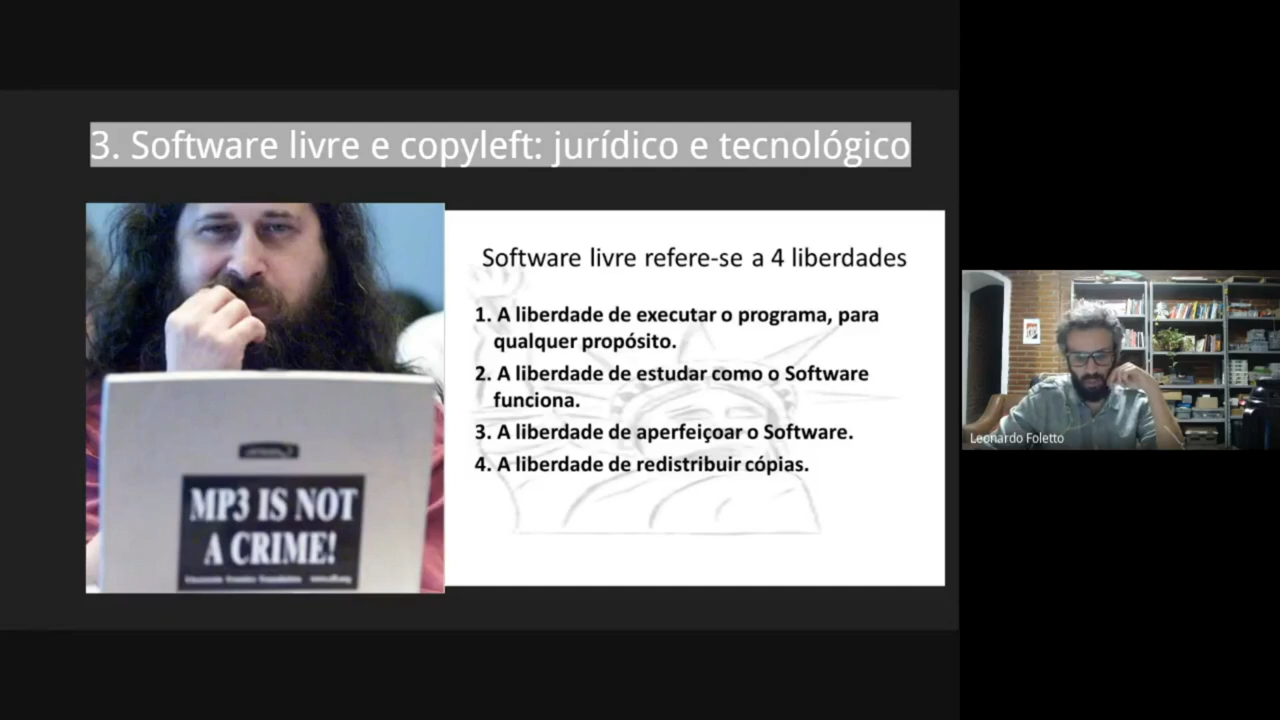 3. Software livre e copyleft: jurídico e tecnológico
Software livre refere-se a 4 liberdades
1. A liberdade de executar o programa, para
qualquer propósito.
2. A liberdade de estudar como o Software
funciona.
3. A liberdade de aperfeiçoar o Software.
4. A liberdade de redistribuir cópias.
MP3 IS NOT
A CRIME!
Leonardo Foletto